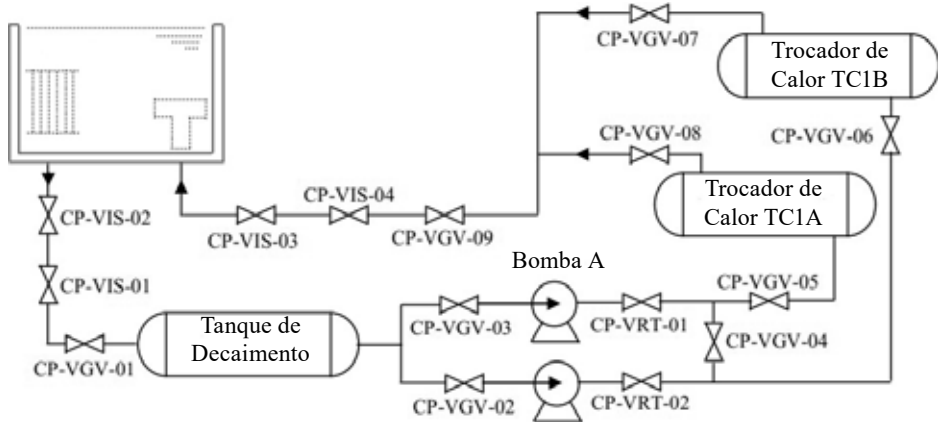 CP-VGV-07
Trocador de
Calor TC1B
CP-VGV-06
CP-VGV-08
Trocador de
Calor TC1A
CP-VIS-04
CP-VIS-02
CP-VIS-03
CP-VGV-09
Bomba A
CP-VGV-05
CP-VIS-01
Tanque de
Decaimento
CP-VGV-03
CP-VRT-01
CP-VGV-04
CP-VGV-01
CP-VGV-02
CP-VRT-02